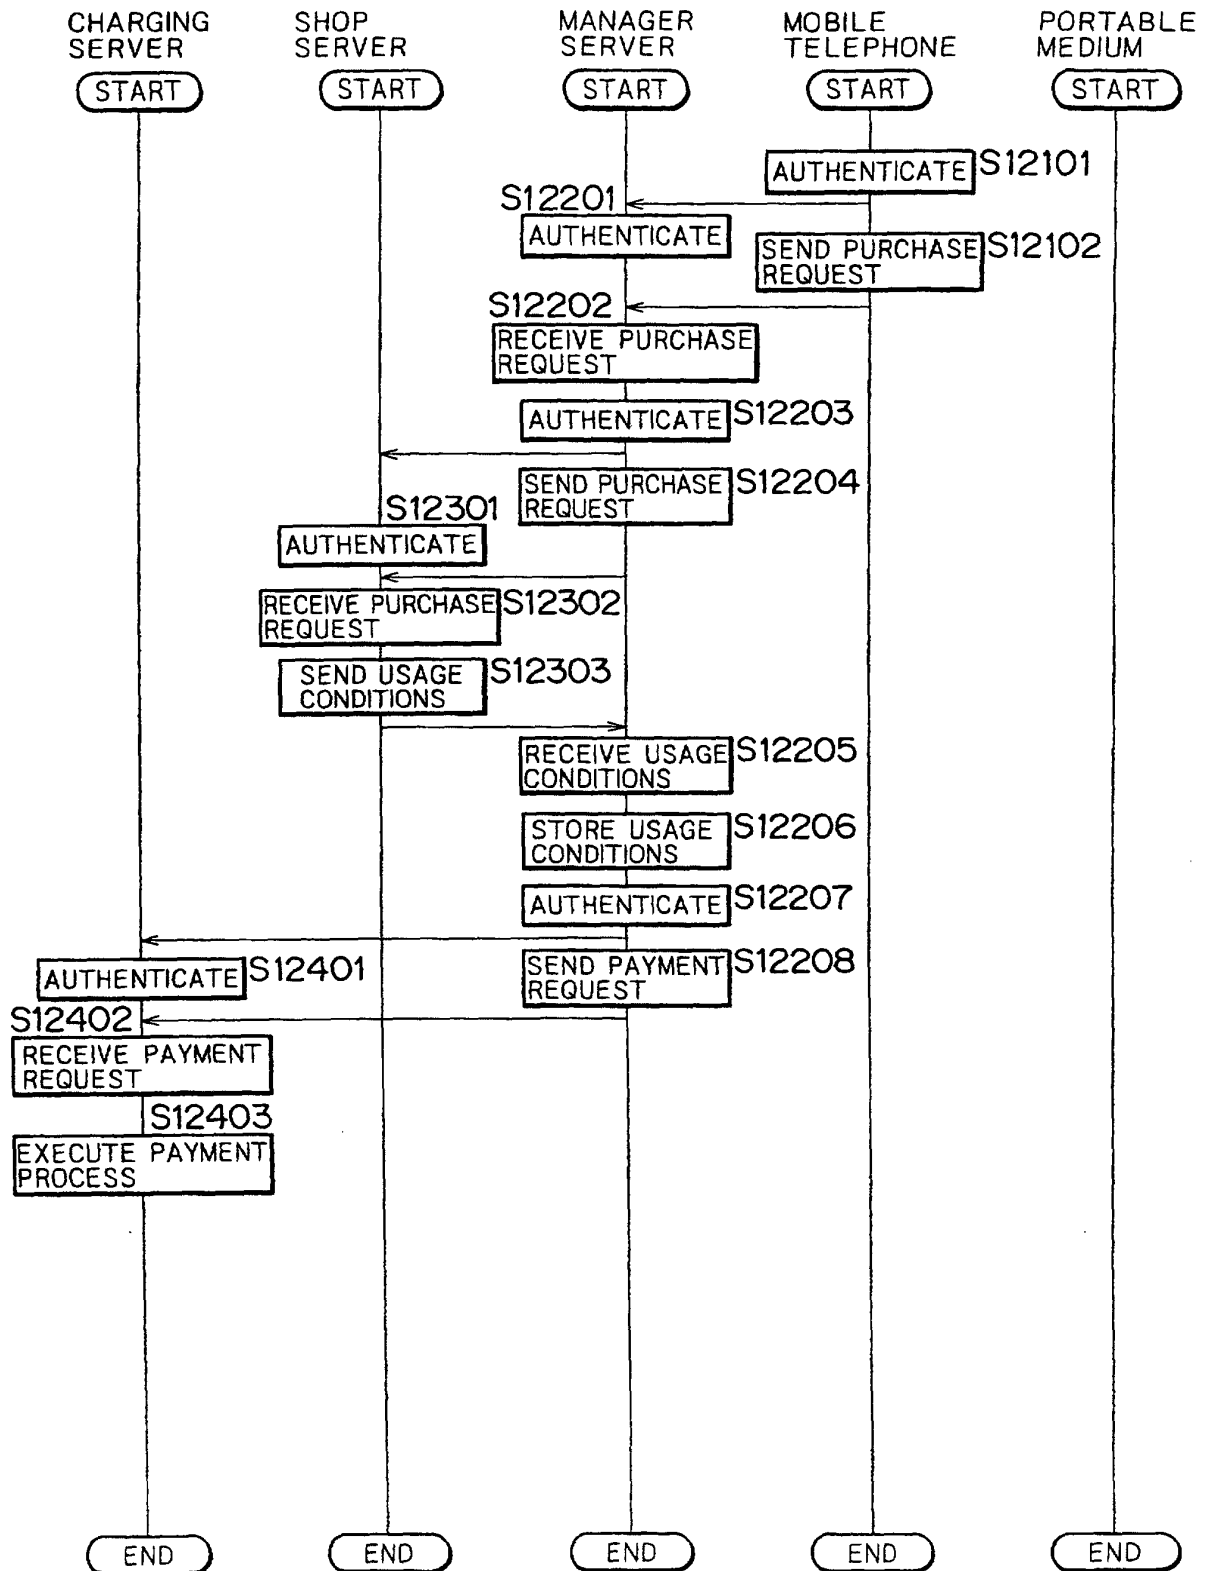 CHARGING
SERVER
SHOP
SERVER
MANAGER
SERVER
MOBILE
TELEPHONE
PORTABLE
MEDIUM
START
START
START
START
START
AUTHENTICATE
S12101
S12201
AUTHENTICATE
SEND PURCHASE
REQUEST
S12102
S12202
RECEIVE PURCHASE
REQUEST
AUTHENTICATE
S12203
SEND PURCHASE
REQUEST
S12204
S12301
AUTHENTICATE
RECEIVE PURCHASE
REQUEST
S12302
SEND USAGE
CONDITIONS
S12303
RECEIVE USAGE
CONDITIONS
S12205
STORE USAGE
CONDITIONS
S12206
AUTHENTICATE
S12207
AUTHENTICATE
S12401
SEND PAYMENT
REQUEST
S12208
S12402
RECEIVE PAYMENT
REQUEST
S12403
EXECUTE PAYMENT
PROCESS
END
END
END
END
END